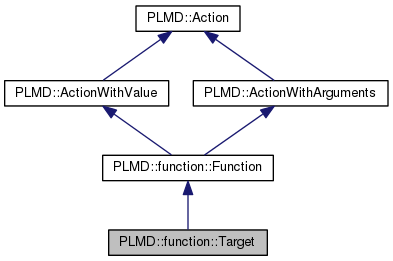 PLMD::Action
PLMD::ActionWithValue
PLMD::ActionWithArguments
PLMD::function::Function
PLMD::function::Target